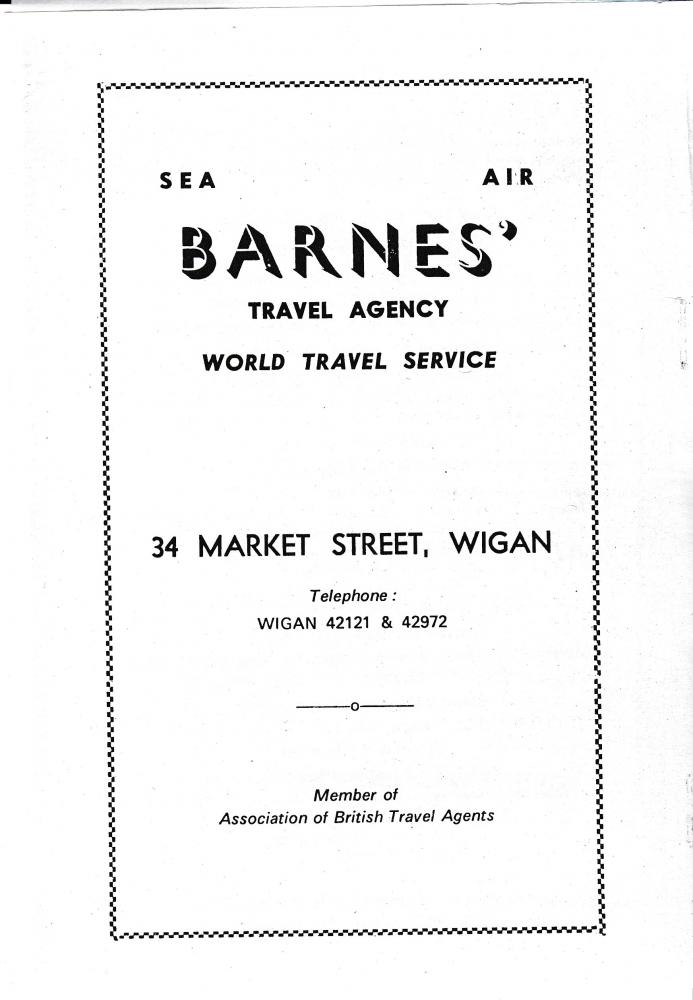 SEA AIR
BARNES'
TRAVEL AGENCY
WORLD TRAVEL SERVICE
34 MARKET STREET, WIGAN
Telephone :
WIGAN 42121 & 42972
o
Member of
Association of British Travel Agents